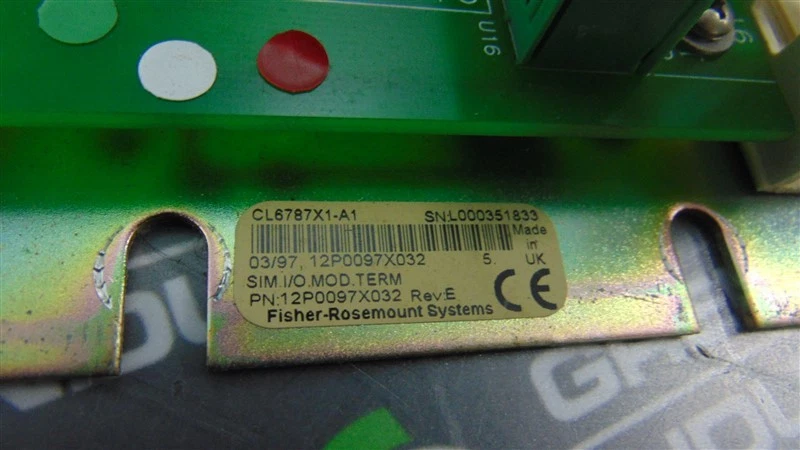 U16
CL6787X1-A1 SN:L000351833
Made
in
UK
03/97, 12P0097X032 5.
SIM.I/O.MOD.TERM
PN:12P0097X032 Rev:E
CE
Fisher-Rosemount Systems